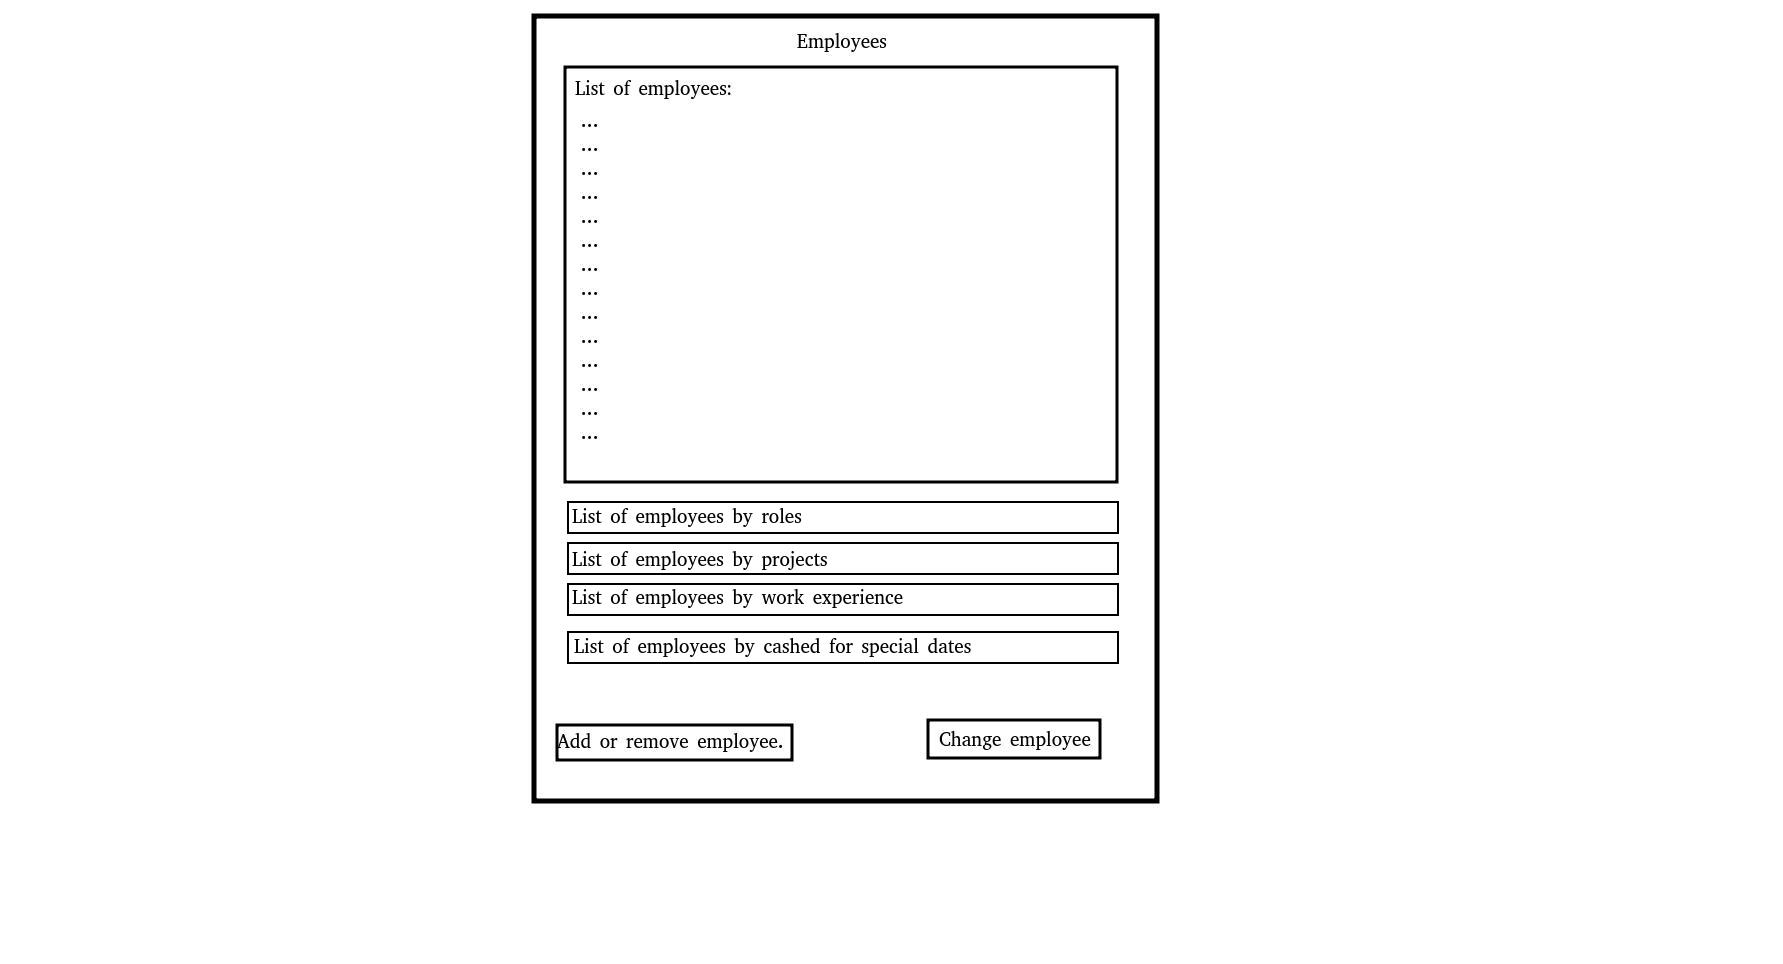 Employees
List of employees:
...
...
...
...
...
...
...
...
...
...
...
...
...
...
List of employees by roles
List of employees by projects
List of employees by work experience
List of employees by cashed for special dates
Add or remove employee.
Change employee